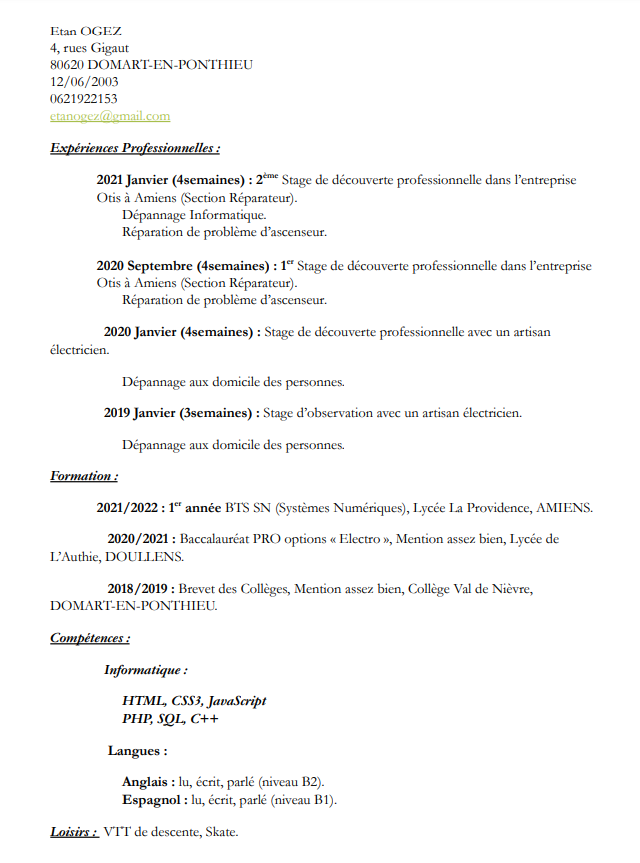 Etan OGEZ
4, rues Gigaut
80620 DOMART-EN-PONTHIEU
12/06/2003
0621922153
etanogez@gmail.com
Expériences Professionnelles :
2021 Janvier (4semaines) : 2ème Stage de découverte professionnelle dans l’entreprise
Otis à Amiens (Section Réparateur).
Dépannage Informatique.
Réparation de problème d’ascenseur.
2020 Septembre (4semaines) : 1er Stage de découverte professionnelle dans l’entreprise
Otis à Amiens (Section Réparateur).
Réparation de problème d’ascenseur.
2020 Janvier (4semaines) : Stage de découverte professionnelle avec un artisan
électricien.
Dépannage aux domicile des personnes.
2019 Janvier (3semaines) : Stage d’observation avec un artisan électricien.
Dépannage aux domicile des personnes.
Formation :
2021/2022 : 1er année BTS SN (Systèmes Numériques), Lycée La Providence, AMIENS.
2020/2021 : Baccalauréat PRO options « Electro », Mention assez bien, Lycée de
L’Authie, DOULLENS.
2018/2019 : Brevet des Collèges, Mention assez bien, Collège Val de Nièvre,
DOMART-EN-PONTHIEU.
Compétences :
Informatique :
HTML, CSS3, JavaScript
PHP, SQL, C++
Langues :
Anglais : lu, écrit, parlé (niveau B2).
Espagnol : lu, écrit, parlé (niveau B1).
Loisirs : VTT de descente, Skate.